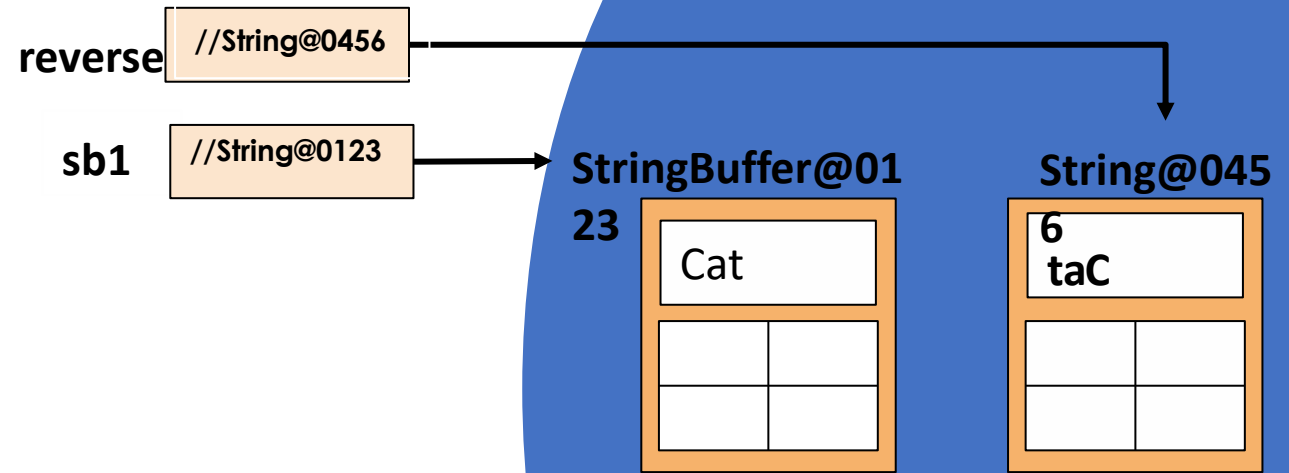 reverse
//String@0456
sb1
//String@0123
StringBuffer@01
23
String@045
6
Cat
taC